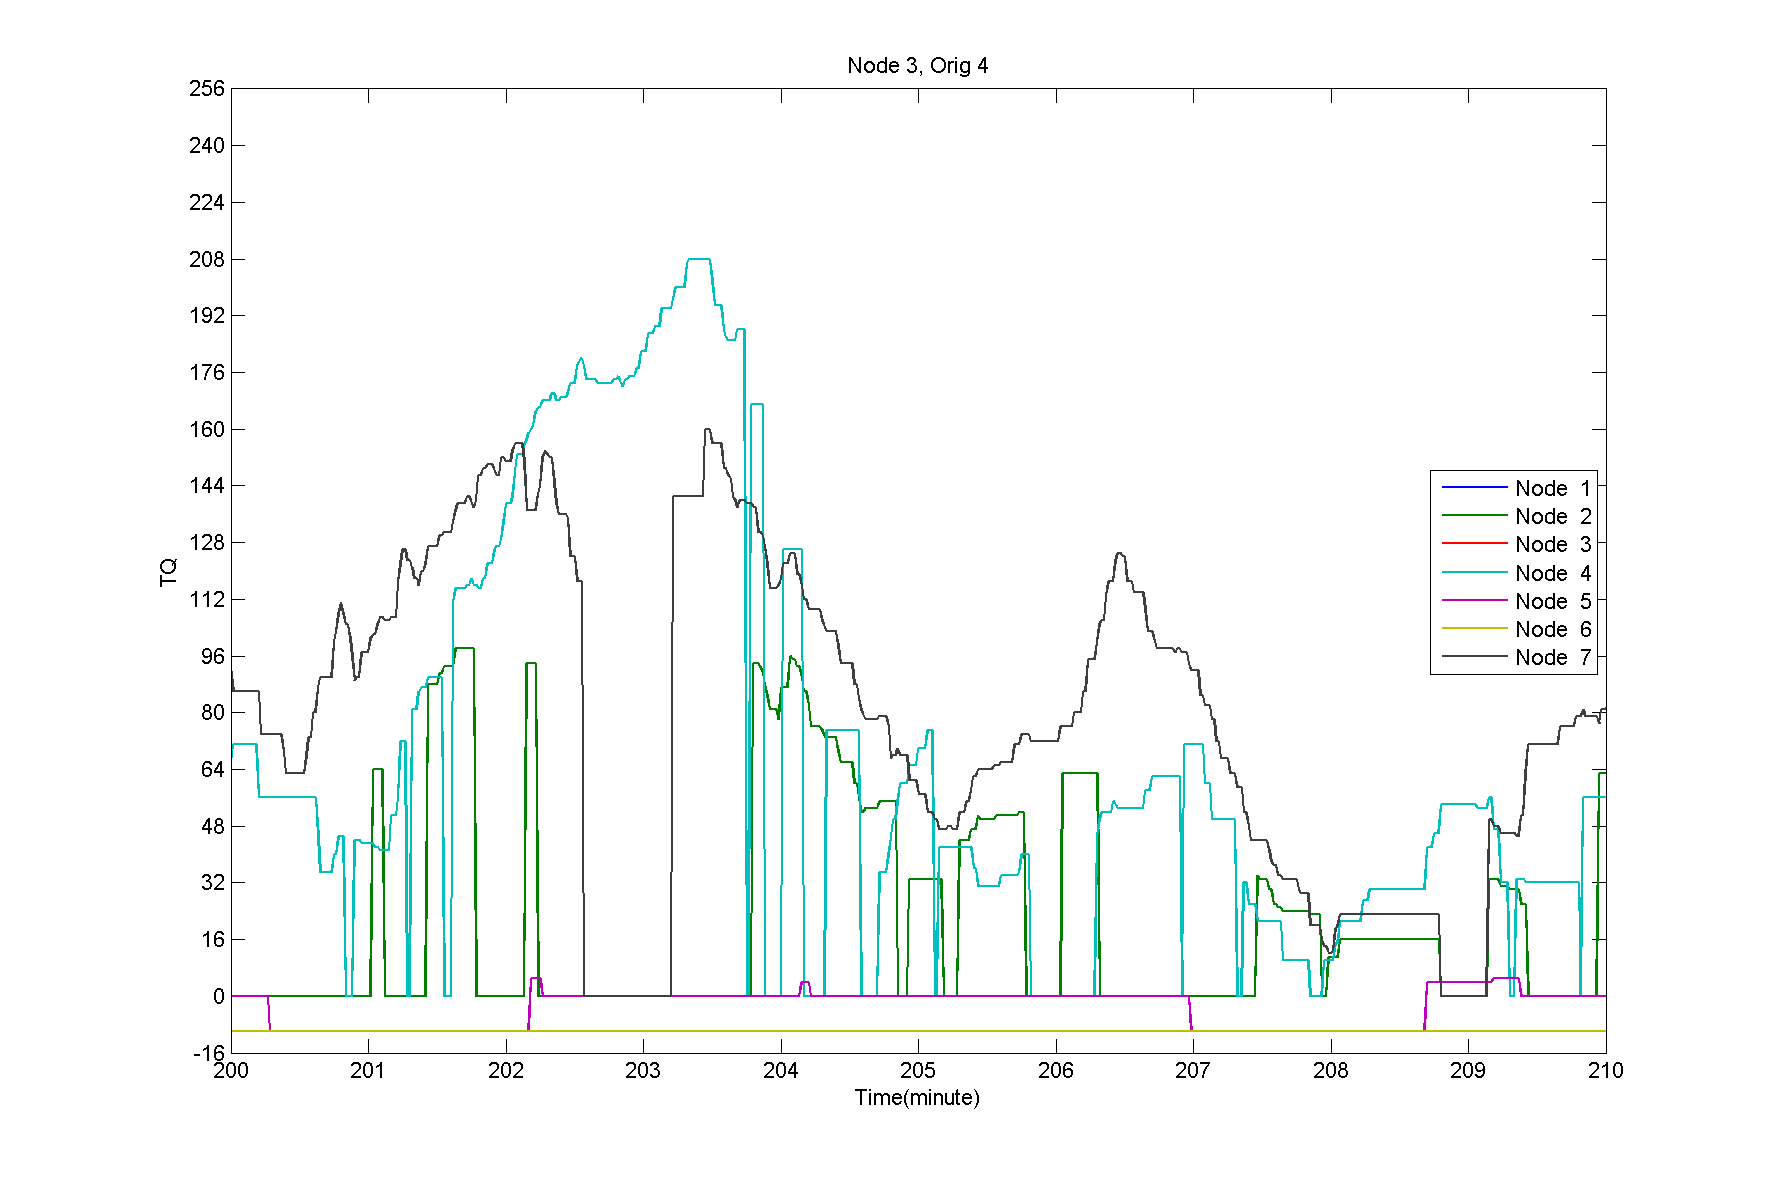 Node 3, Orig 4
256
240
224
208
192
176
160
144
128
112
96
80
64
48
32
16
0
-16
TQ
Node 1
Node 2
Node 3
Node 4
Node 5
Node 6
Node 7
200 201 202 203 204 205 206 207 208 209 210
Time(minute)